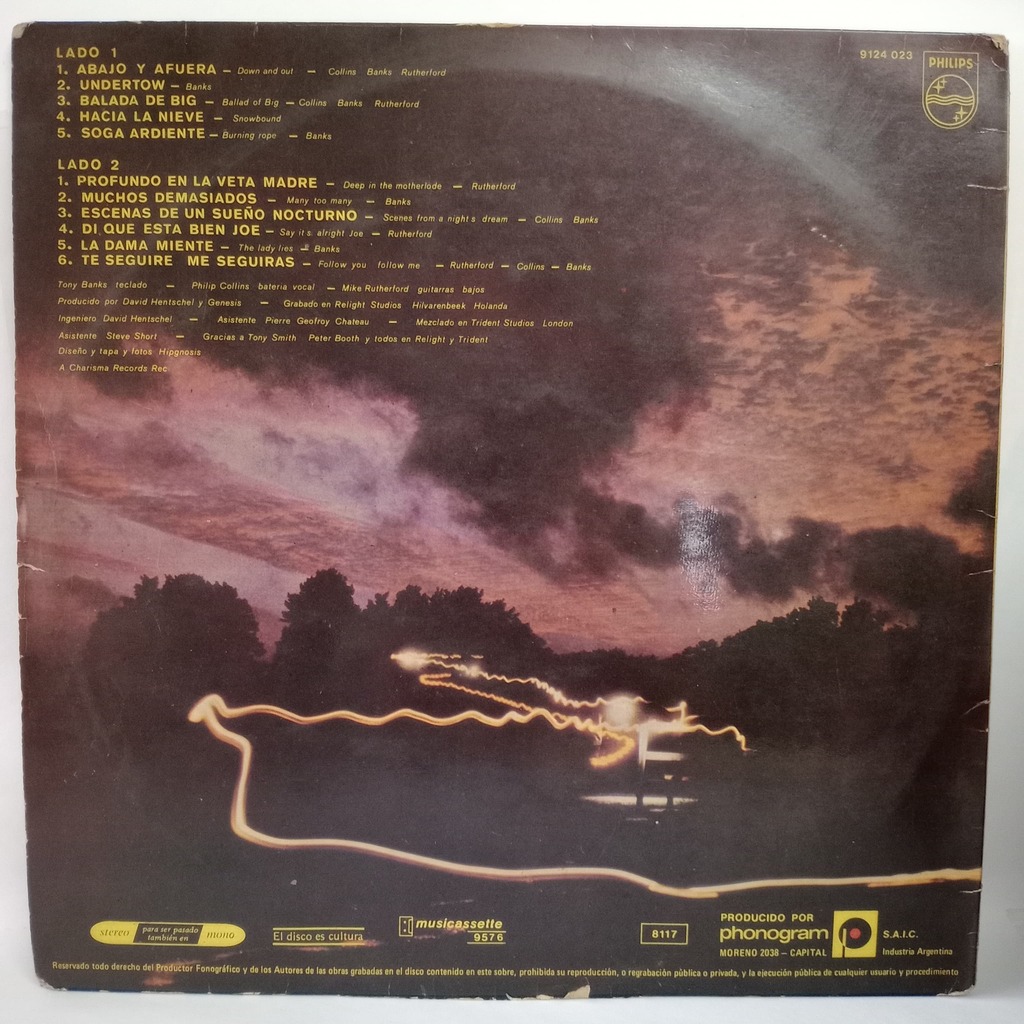 LADO 1
1. ABAJO Y AFUERA — Down and out — Collins Banks Rutherford
2. UNDERTOW — Banks
3. BALADA DE BIG — Ballad of Big — Collins Banks Rutherford
4. HACIA LA NIEVE — Snowbound
5. SOGA ARDIENTE — Burning rope — Banks
LADO 2
1. PROFUNDO EN LA VETA MADRE — Deep in the motherlode — Rutherford
2. MUCHOS DEMASIADOS — Many too many — Banks
3. ESCENAS DE UN SUEÑO NOCTURNO — Scenes from a night s dream — Collins Banks
4. DI QUE ESTA BIEN JOE — Say it s. alright Joe — Rutherford
5. LA DAMA MIENTE — The lady lies — Banks
6. TE SEGUIRE ME SEGUIRAS — Follow you follow me — Rutherford — Collins — Banks
Tony Banks teclado — Philip Collins bateria vocal — Mike Rutherford guitarras bajos
Producido por David Hentschel y Genesis — Grabado en Relight Studios Hilvarenbeek Holanda
Ingeniero David Hentschel — Asistente Pierre Geofroy Chateau — Mezclado en Trident Studios London
Asistente Steve Short — Gracias a Tony Smith Peter Booth y todos en Relight y Trident
Diseño y tapa y fotos Hipgnosis
A Charisma Records Rec
9124 023
PHILIPS
stereo para ser pasado también en mono
El disco es cultura
musicassette
9576
8117
PRODUCIDO POR
phonogram S.A.I.C.
MORENO 2038 — CAPITAL Industria Argentina
Reservado todo derecho del Productor Fonográfico y de los Autores de las obras grabadas en el disco contenido en este sobre, prohibida su reproducción, o regrabación pública o privada, y la ejecución pública de cualquier usuario y procedimiento